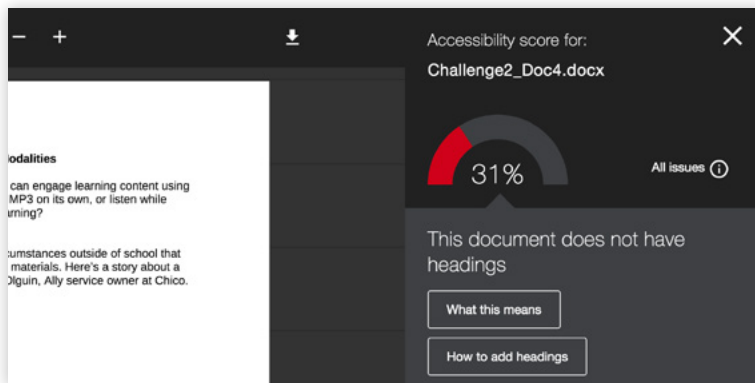 Accessibility score for:
Challenge2_Doc4.docx
31%
All issues
This document does not have
headings
What this means
How to add headings
odalities
can engage learning content using
MP3 on its own, or listen while
arning?
cumstances outside of school that
materials. Here's a story about a
Olguin, Ally service owner at Chico.